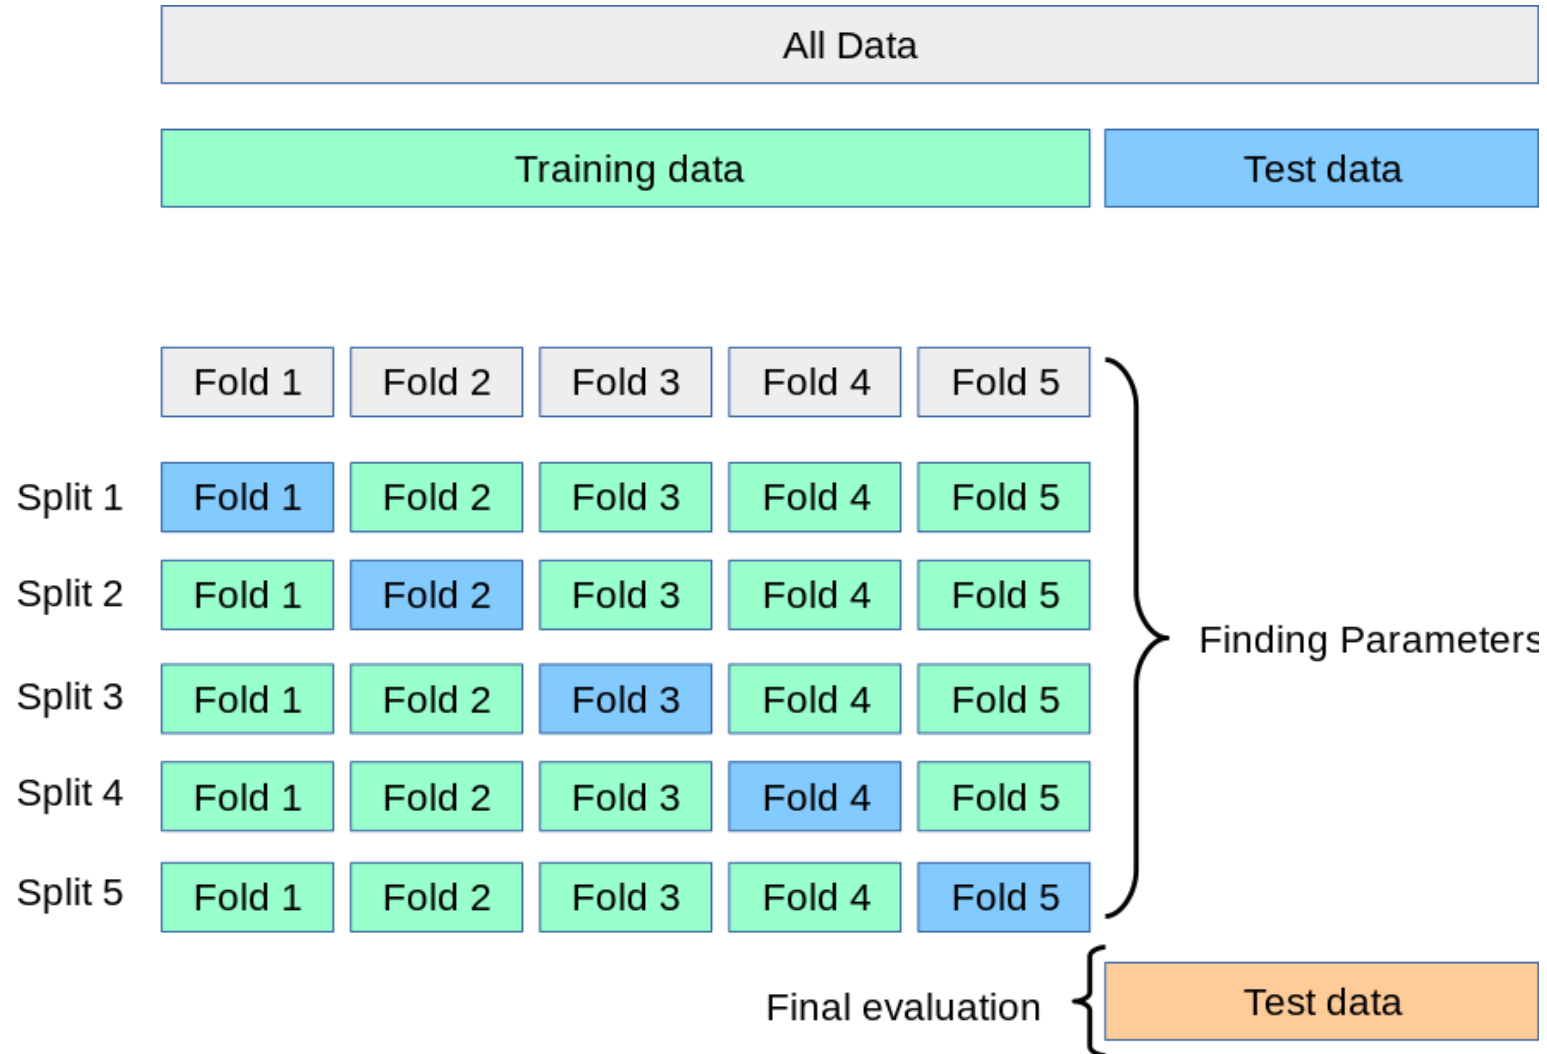 All Data
Training data Test data
Fold 1 Fold 2 Fold 3 Fold 4 Fold 5
Split 1 Fold 1 Fold 2 Fold 3 Fold 4 Fold 5
Split 2 Fold 1 Fold 2 Fold 3 Fold 4 Fold 5
Finding Parameters
Split 3 Fold 1 Fold 2 Fold 3 Fold 4 Fold 5
Split 4 Fold 1 Fold 2 Fold 3 Fold 4 Fold 5
Split 5 Fold 1 Fold 2 Fold 3 Fold 4 Fold 5
Final evaluation Test data